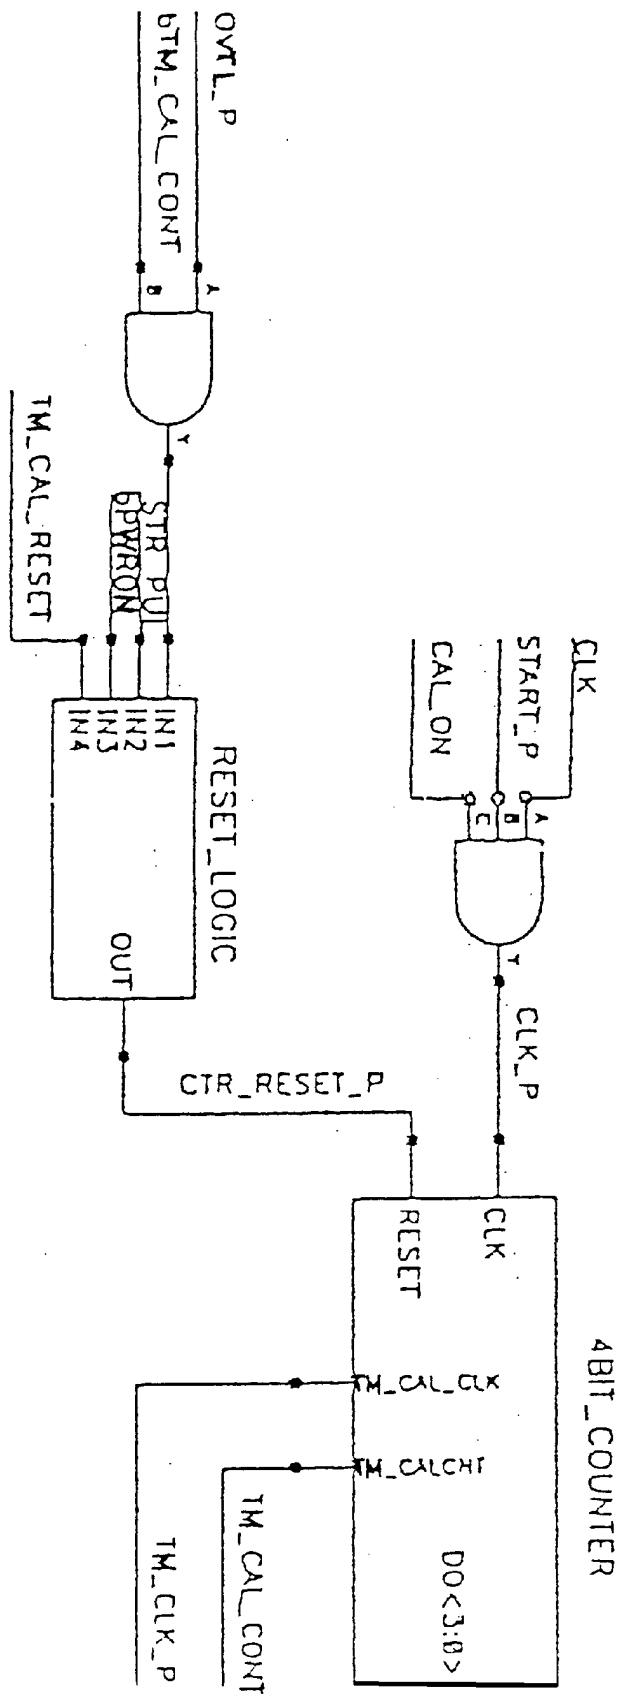 4BIT_COUNTER
CLK
START_P
CAL_ON
A
B
C
Y
CLK_P
CLK
RESET
TM_CAL_CLK
TM_CALCHT
DO<3:0>
OVTL_P
bTM_CAL_CONT
A
B
Y
STR_PUL
bPWRON
TM_CAL_RESET
RESET_LOGIC
IN1
IN2
IN3
IN4
OUT
CTR_RESET_P
TM_CAL_CONT
TM_CLK_P